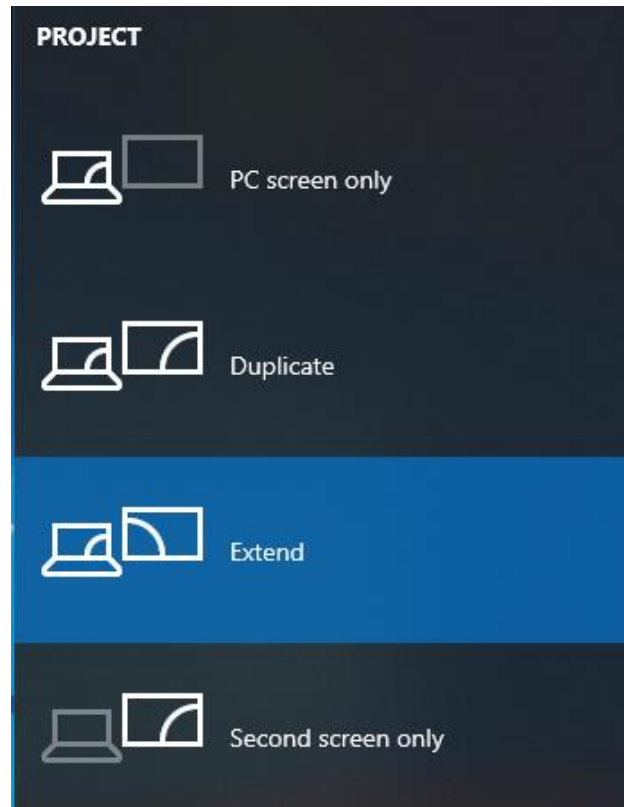 PROJECT
PC screen only
Duplicate
Extend
Second screen only